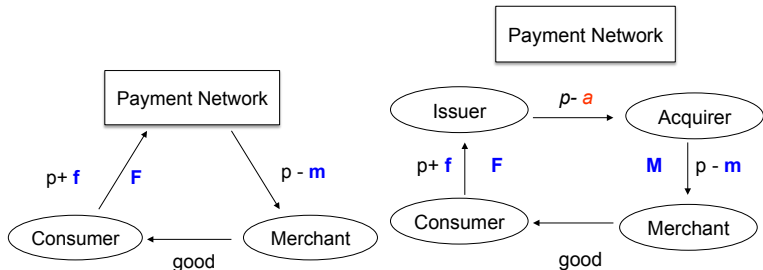 Payment Network
p+ f
F
p - m
Consumer
Merchant
good
Payment Network
Issuer
p- a
Acquirer
p+ f
F
M
p - m
Consumer
Merchant
good